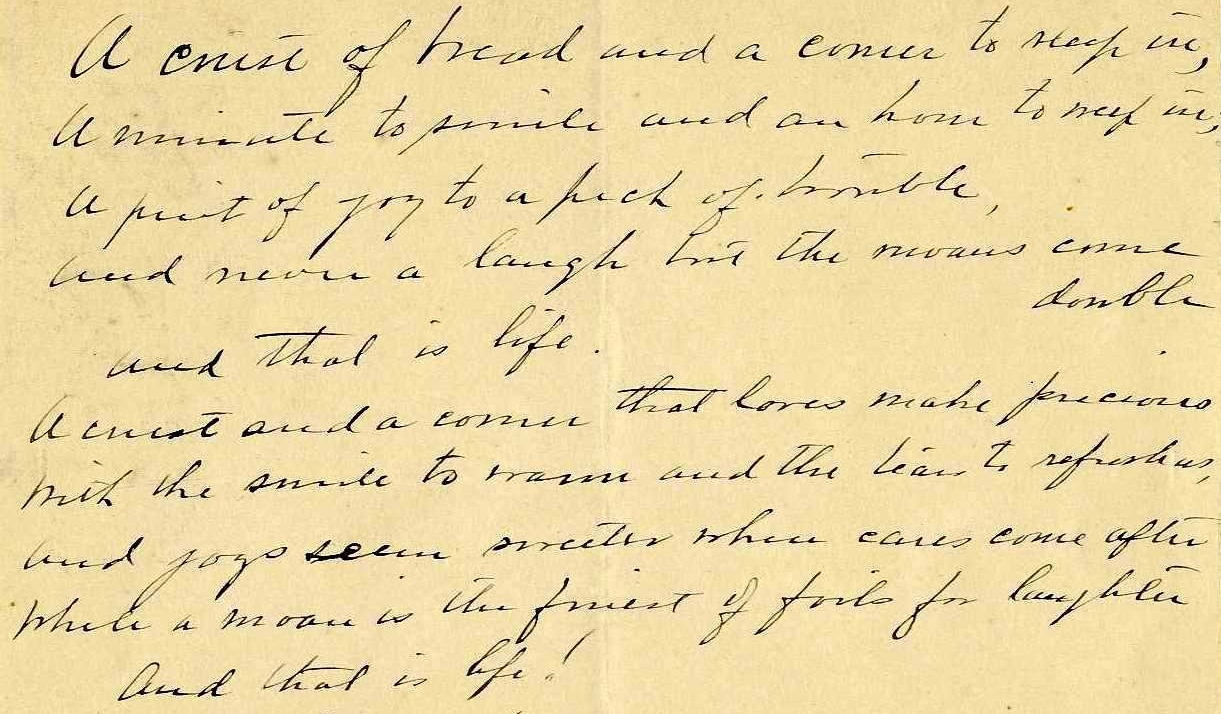 A crust of bread and a corner to sleep in,
A minute to smile and an hour to weep in,
A pint of joy to a peck of trouble,
and never a laugh but the moans come
double
and that is life.
A crust and a corner that loves make precious
With the smile to warm and the tears to refresh us,
and joys seem sweeter when cares come after
While a moan is the finest of foils for laughter
And that is life!